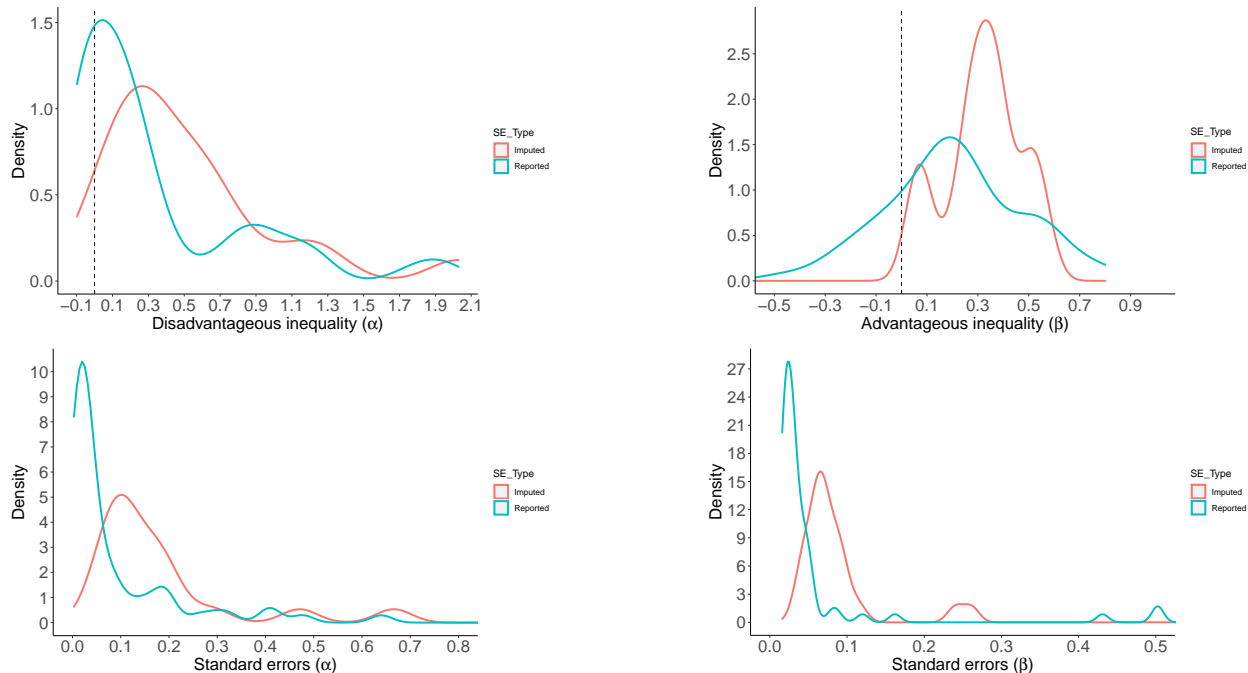 1.5
1.0
0.5
0.0
Density
−0.1 0.1 0.3 0.5 0.7 0.9 1.1 1.3 1.5 1.7 1.9 2.1
Disadvantageous inequality (α)
SE_Type
Imputed
Reported
2.5
2.0
1.5
1.0
0.5
0.0
Density
−0.5 −0.3 −0.1 0.1 0.3 0.5 0.7 0.9
Advantageous inequality (β)
SE_Type
Imputed
Reported
10
9
8
7
6
5
4
3
2
1
0
Density
0.0 0.1 0.2 0.3 0.4 0.5 0.6 0.7 0.8
Standard errors (α)
SE_Type
Imputed
Reported
27
24
21
18
15
12
9
6
3
0
Density
0.0 0.1 0.2 0.3 0.4 0.5
Standard errors (β)
SE_Type
Imputed
Reported